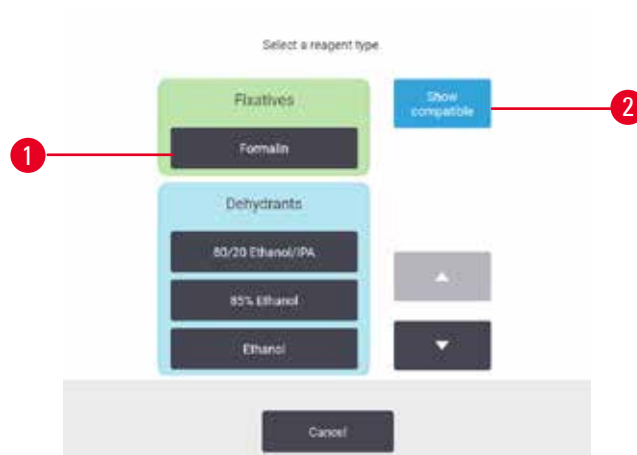 Select a reagent type
Fixatives
Show
compatible
2
1
Formalin
Dehydrants
80/20 Ethanol/IPA
85% Ethanol
Ethanol
Cancel